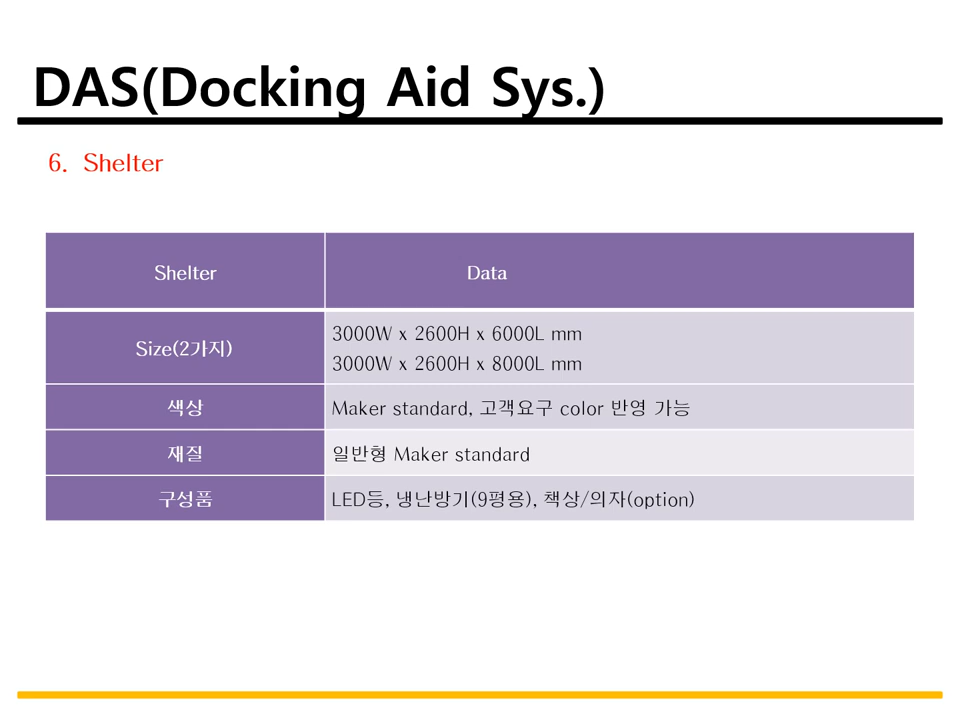 DAS(Docking Aid Sys.)
6. Shelter
Shelter
Data
Size(2가지)
3000W x 2600H x 6000L mm
3000W x 2600H x 8000L mm
색상
Maker standard, 고객요구 color 반영 가능
재질
일반형 Maker standard
구성품
LED등, 냉난방기(9평용), 책상/의자(option)